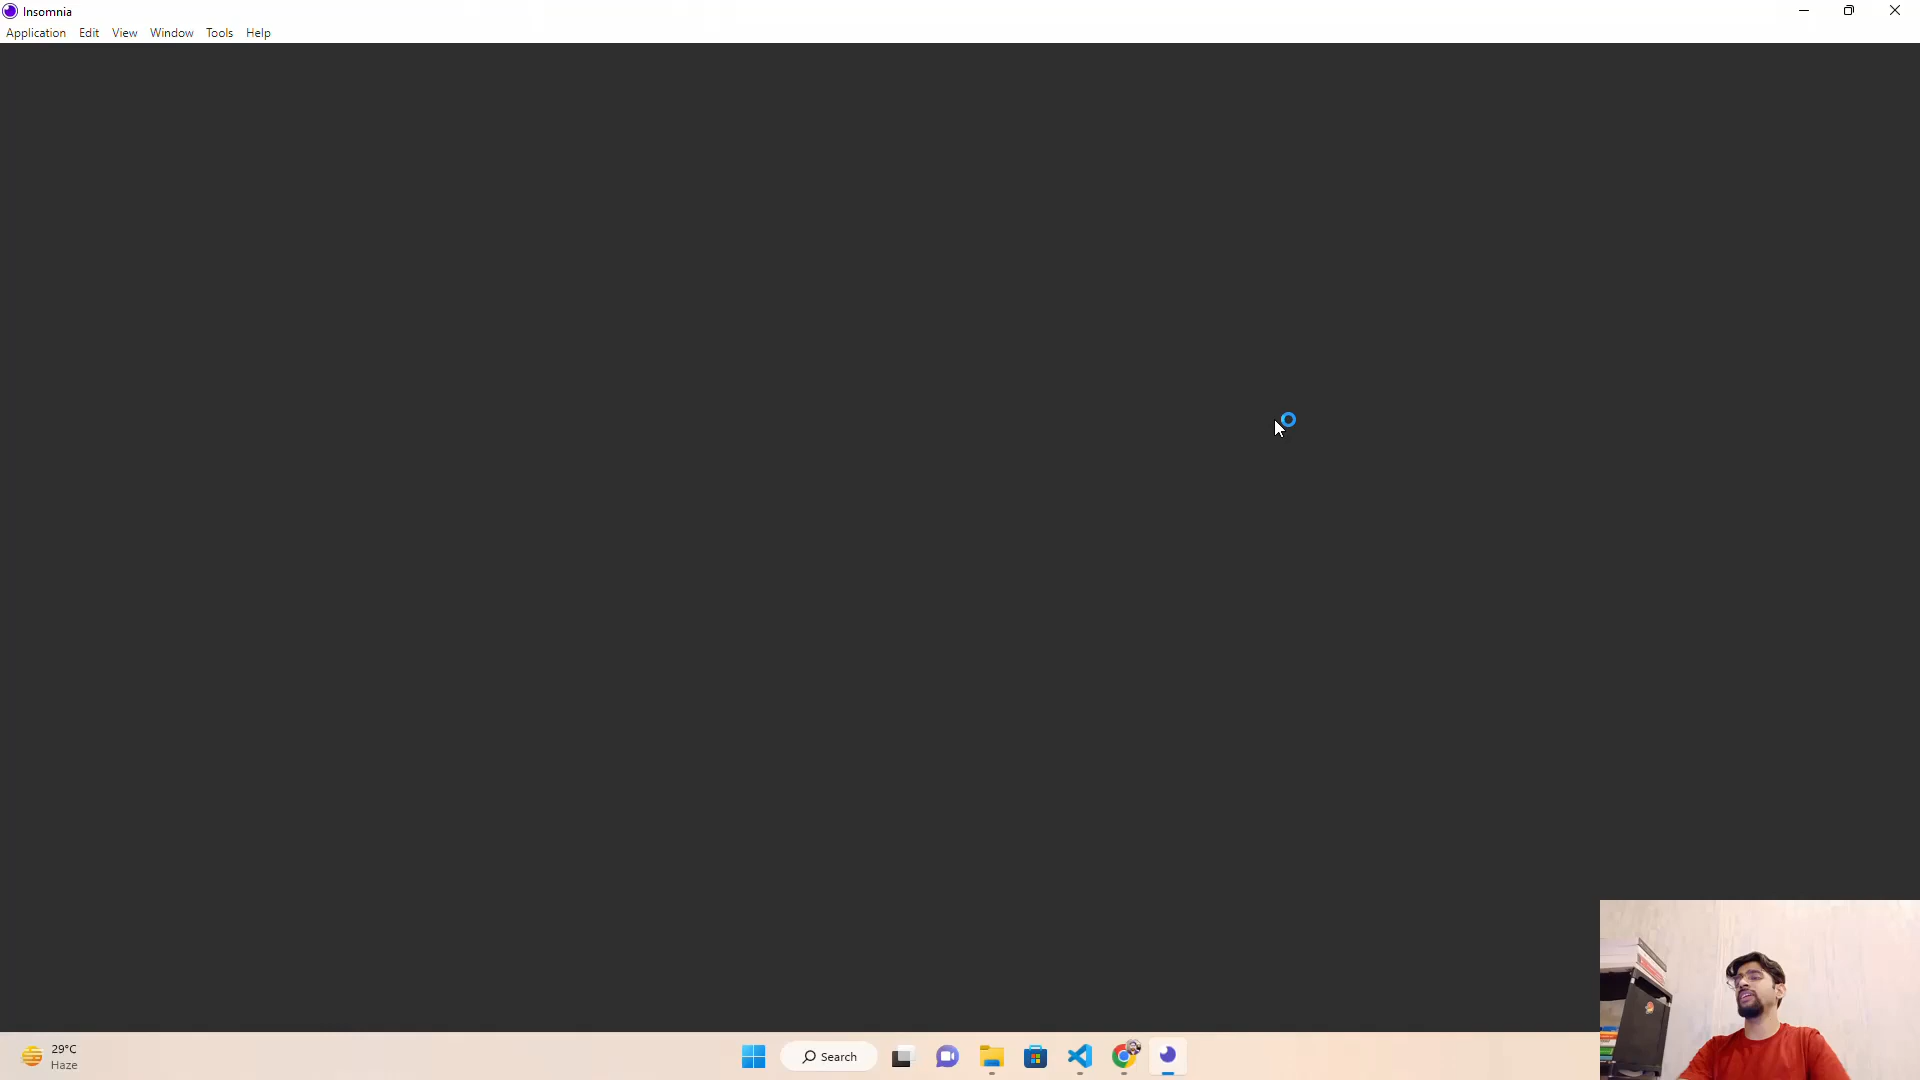 Insomnia
Application Edit View Window Tools Help
29°C
Haze
Search